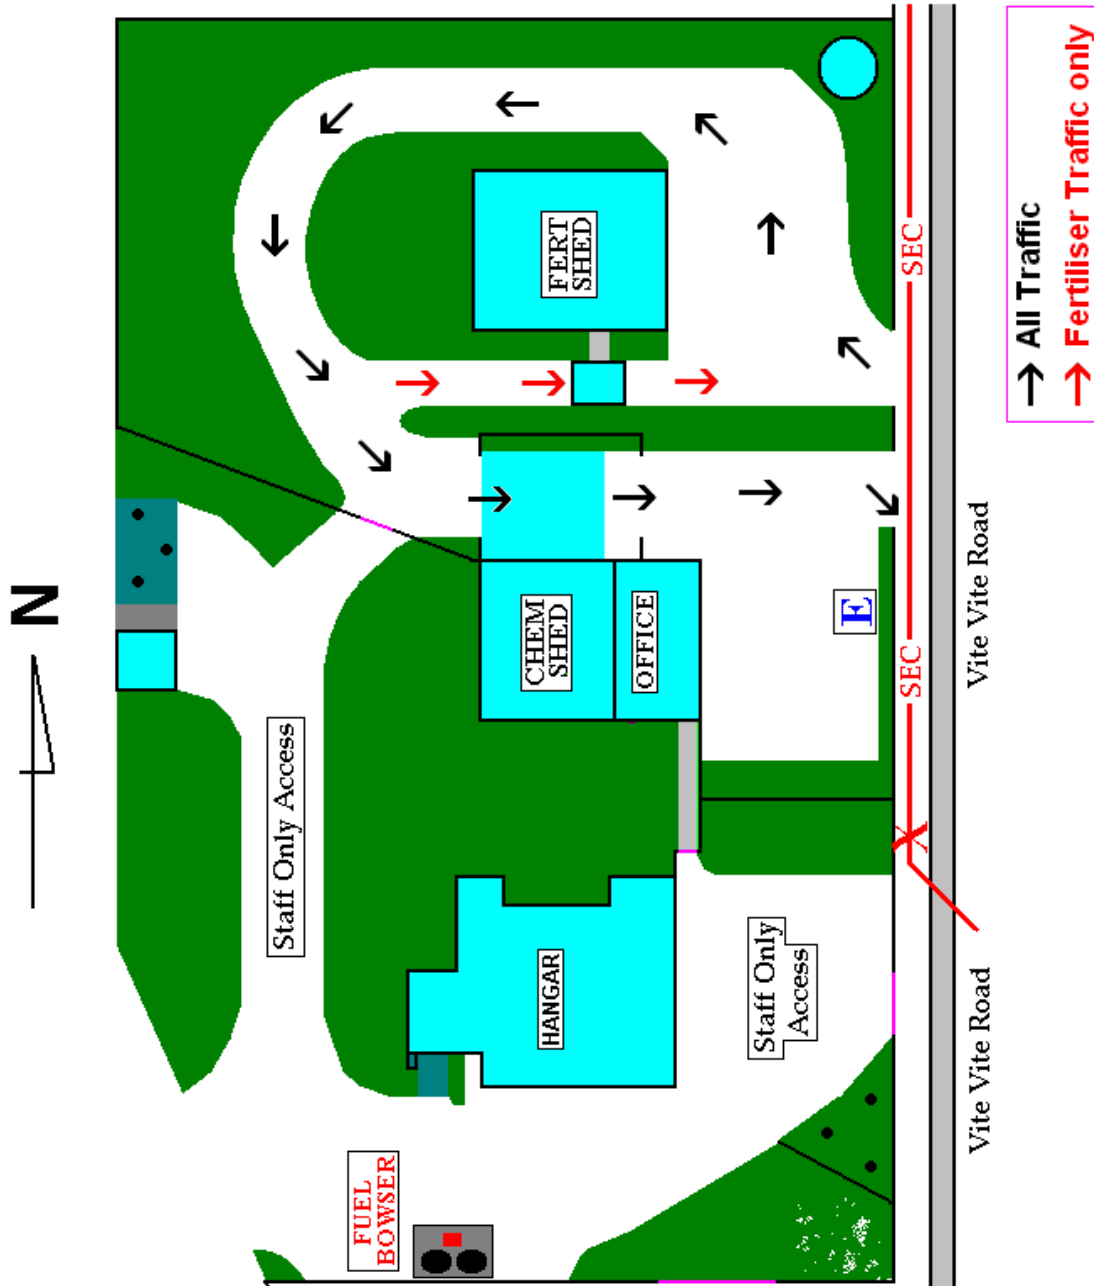 N
FERT
SHED
SEC
CHEM
SHED
OFFICE
E
SEC
Vite Vite Road
Staff Only Access
HANGAR
Staff Only
Access
Vite Vite Road
FUEL
BOWSER
All Traffic
Fertiliser Traffic only